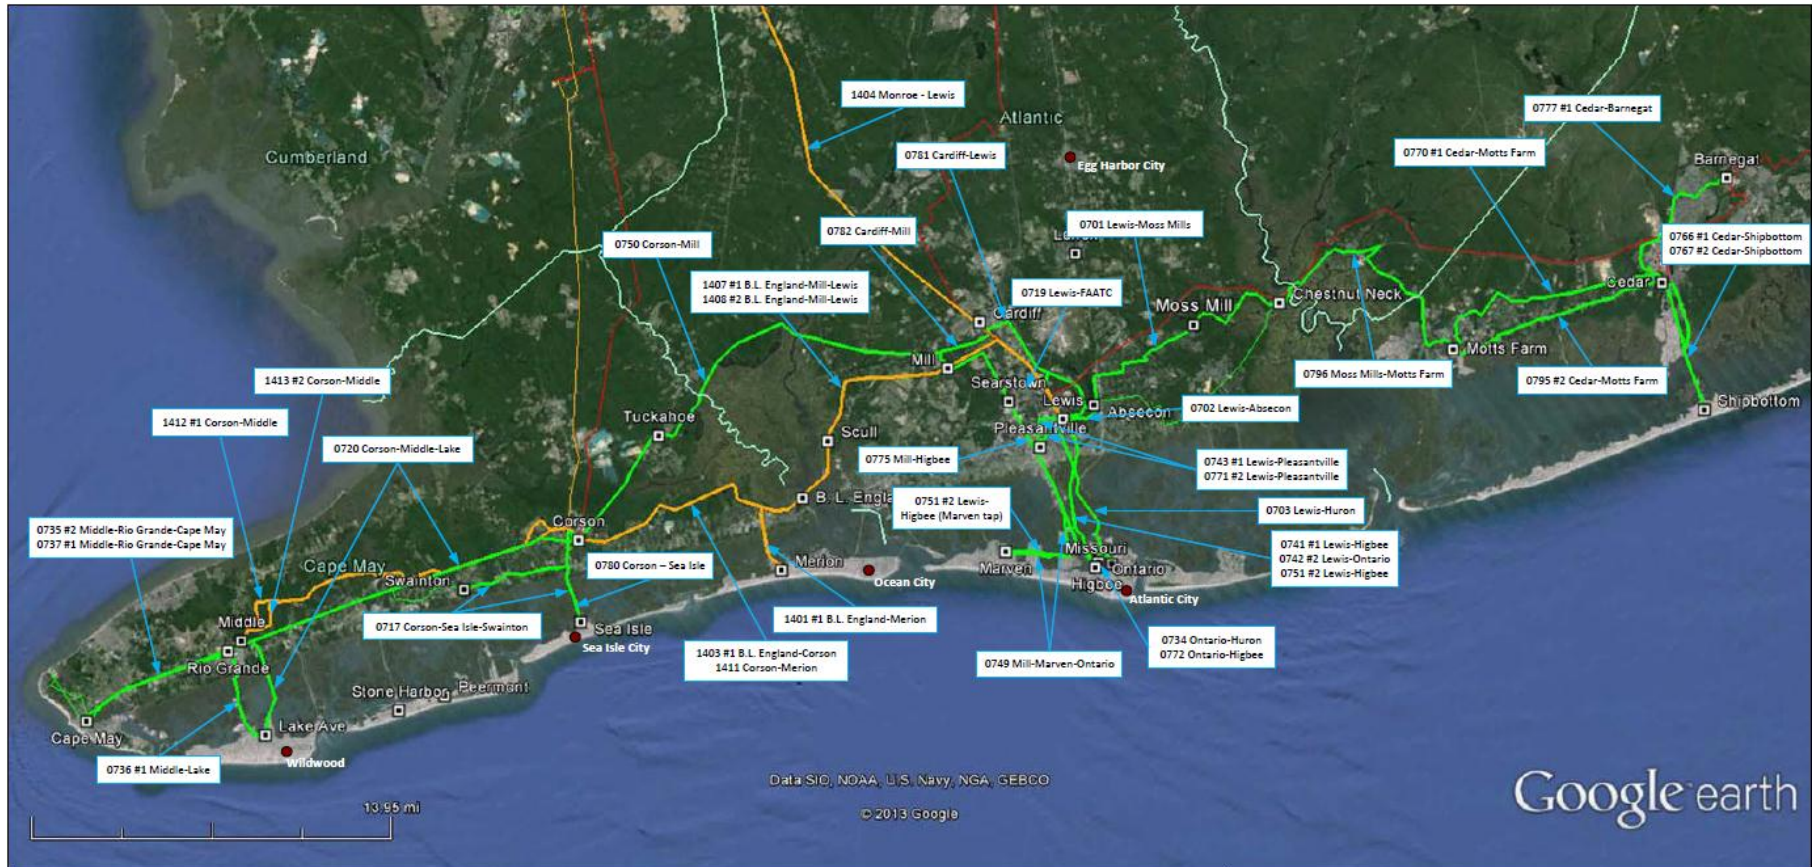 1404 Monroe - Lewis
Atlantic
0777 #1 Cedar-Barnegat
0781 Cardiff-Lewis
Cumberland
Egg Harbor City
0770 #1 Cedar-Motts Farm
Barnegat
0750 Corson-Mill
0782 Cardiff-Mill
0701 Lewis-Moss Mills
0766 #1 Cedar-Shipbottom
0767 #2 Cedar-Shipbottom
1407 #1 B.L. England-Mill-Lewis
1408 #2 B.L. England-Mill-Lewis
0719 Lewis-FAATC
Cedar
Chestnut Neck
Moss Mill
Cardiff
Motts Farm
Mill
1413 #2 Corson-Middle
0796 Moss Mills-Motts Farm
0795 #2 Cedar-Motts Farm
Searstown
1412 #1 Corson-Middle
Tuckahoe
Lewis
Absecon
0702 Lewis-Absecon
Shipbottom
Pleasantville
Scull
0720 Corson-Middle-Lake
0775 Mill-Higbee
0743 #1 Lewis-Pleasantville
0771 #2 Lewis-Pleasantville
B. L. Engla
0751 #2 Lewis-
Higbee (Marven tap)
0703 Lewis-Huron
Corson
0735 #2 Middle-Rio Grande-Cape May
0737 #1 Middle-Rio Grande-Cape May
0741 #1 Lewis-Higbee
0742 #2 Lewis-Ontario
0751 #2 Lewis-Higbee
Missouri
Merion
Cape May
0780 Corson – Sea Isle
Swainton
Ocean City
Marven
Ontario
Higbee
Atlantic City
Middle
0717 Corson-Sea Isle-Swainton
Sea Isle
Sea Isle City
1401 #1 B.L. England-Merion
Rio Grande
1403 #1 B.L. England-Corson
1411 Corson-Merion
0749 Mill-Marven-Ontario
0734 Ontario-Huron
0772 Ontario-Higbee
Stone Harbor
Peermont
Lake Ave
Cape May
Wildwood
0736 #1 Middle-Lake
Data SIO, NOAA, U.S. Navy, NGA, GEBCO
© 2013 Google
13.95 mi
Google earth